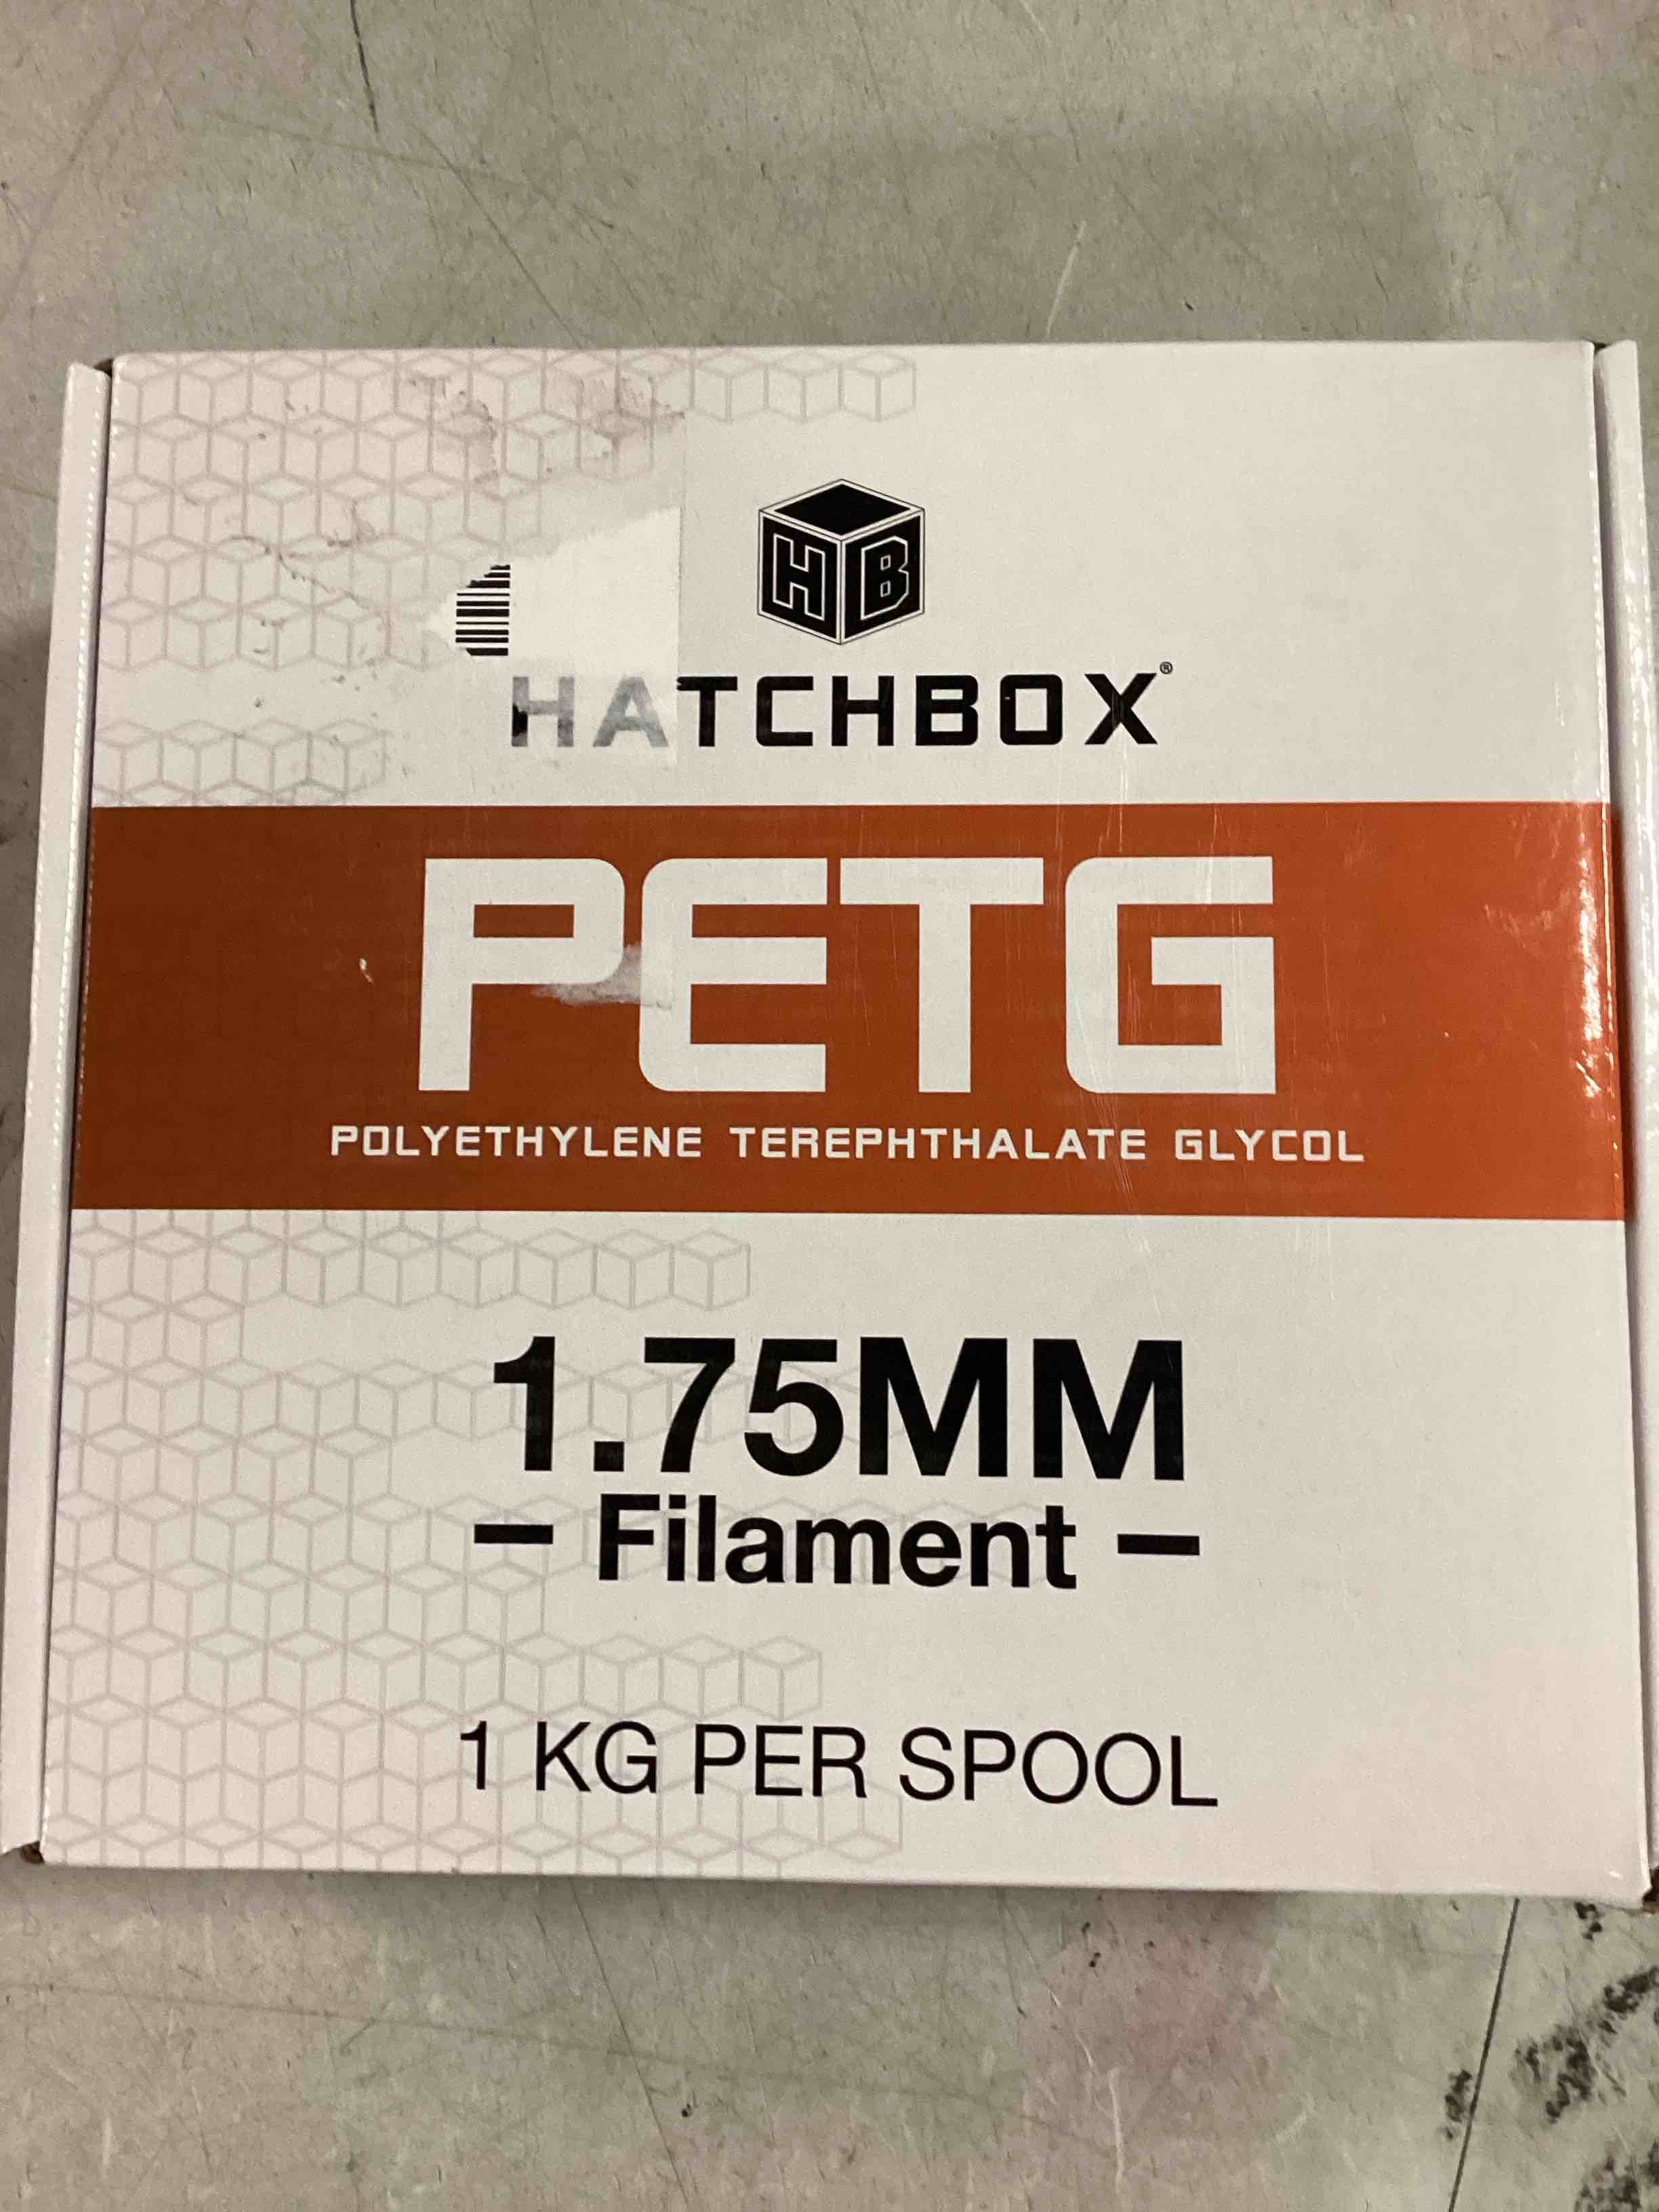 HB
HATCHBOX®
PETG
POLYETHYLENE TEREPHTHALATE GLYCOL
1.75MM
– Filament –
1 KG PER SPOOL